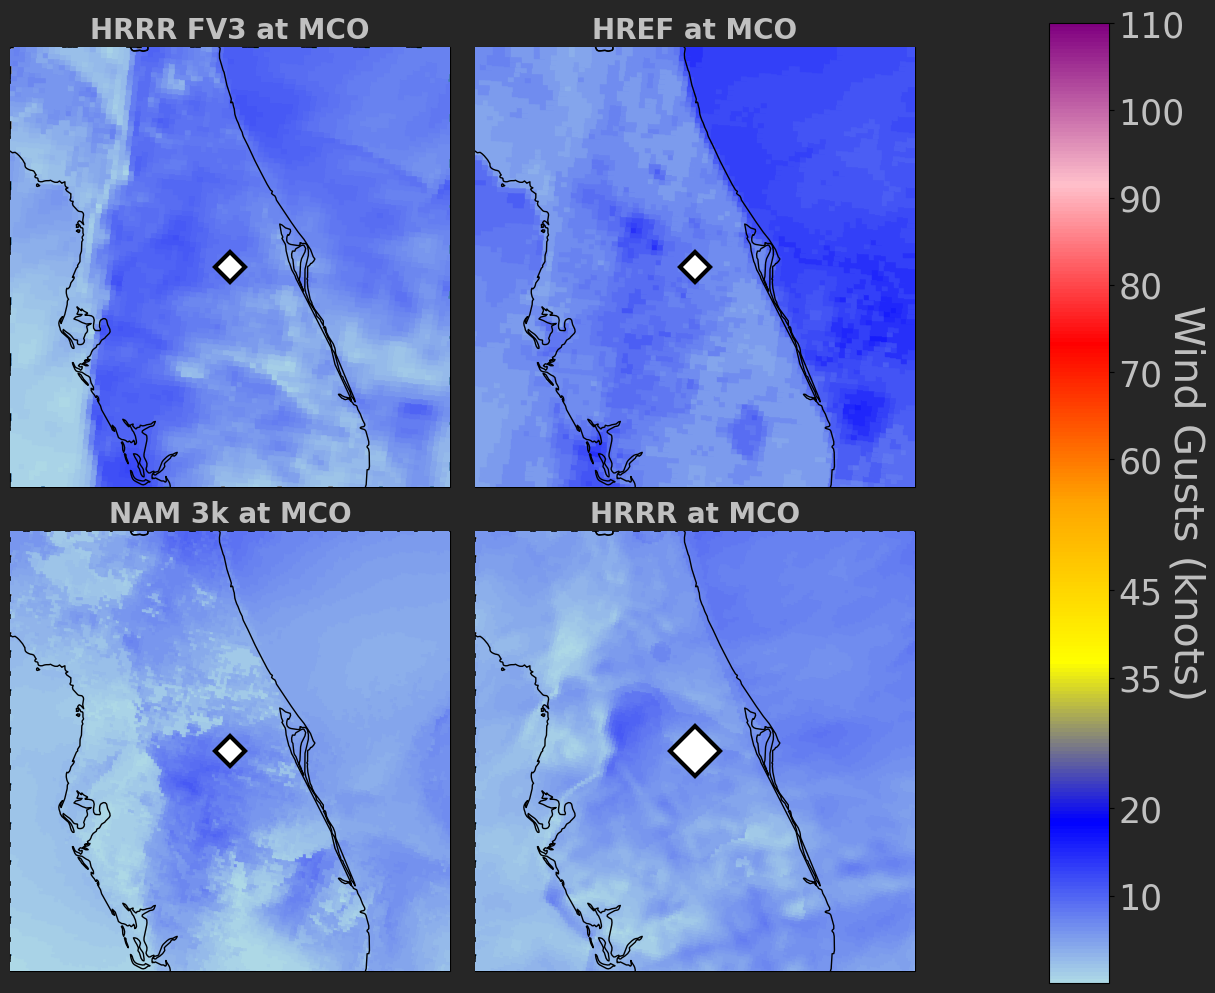 HRRR FV3 at MCO
HREF at MCO
NAM 3k at MCO
HRRR at MCO
110
100
90
80
70
60
45
35
20
10
Wind Gusts (knots)